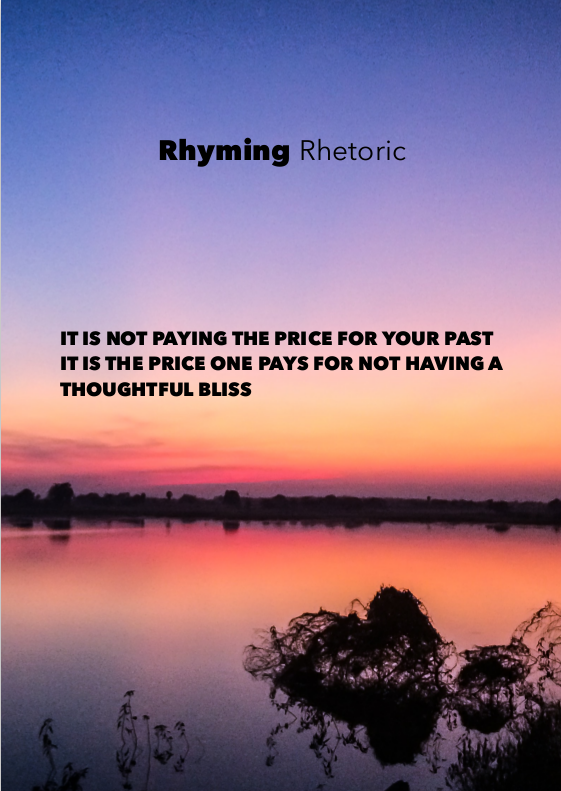 Rhyming Rhetoric
IT IS NOT PAYING THE PRICE FOR YOUR PAST
IT IS THE PRICE ONE PAYS FOR NOT HAVING A
THOUGHTFUL BLISS